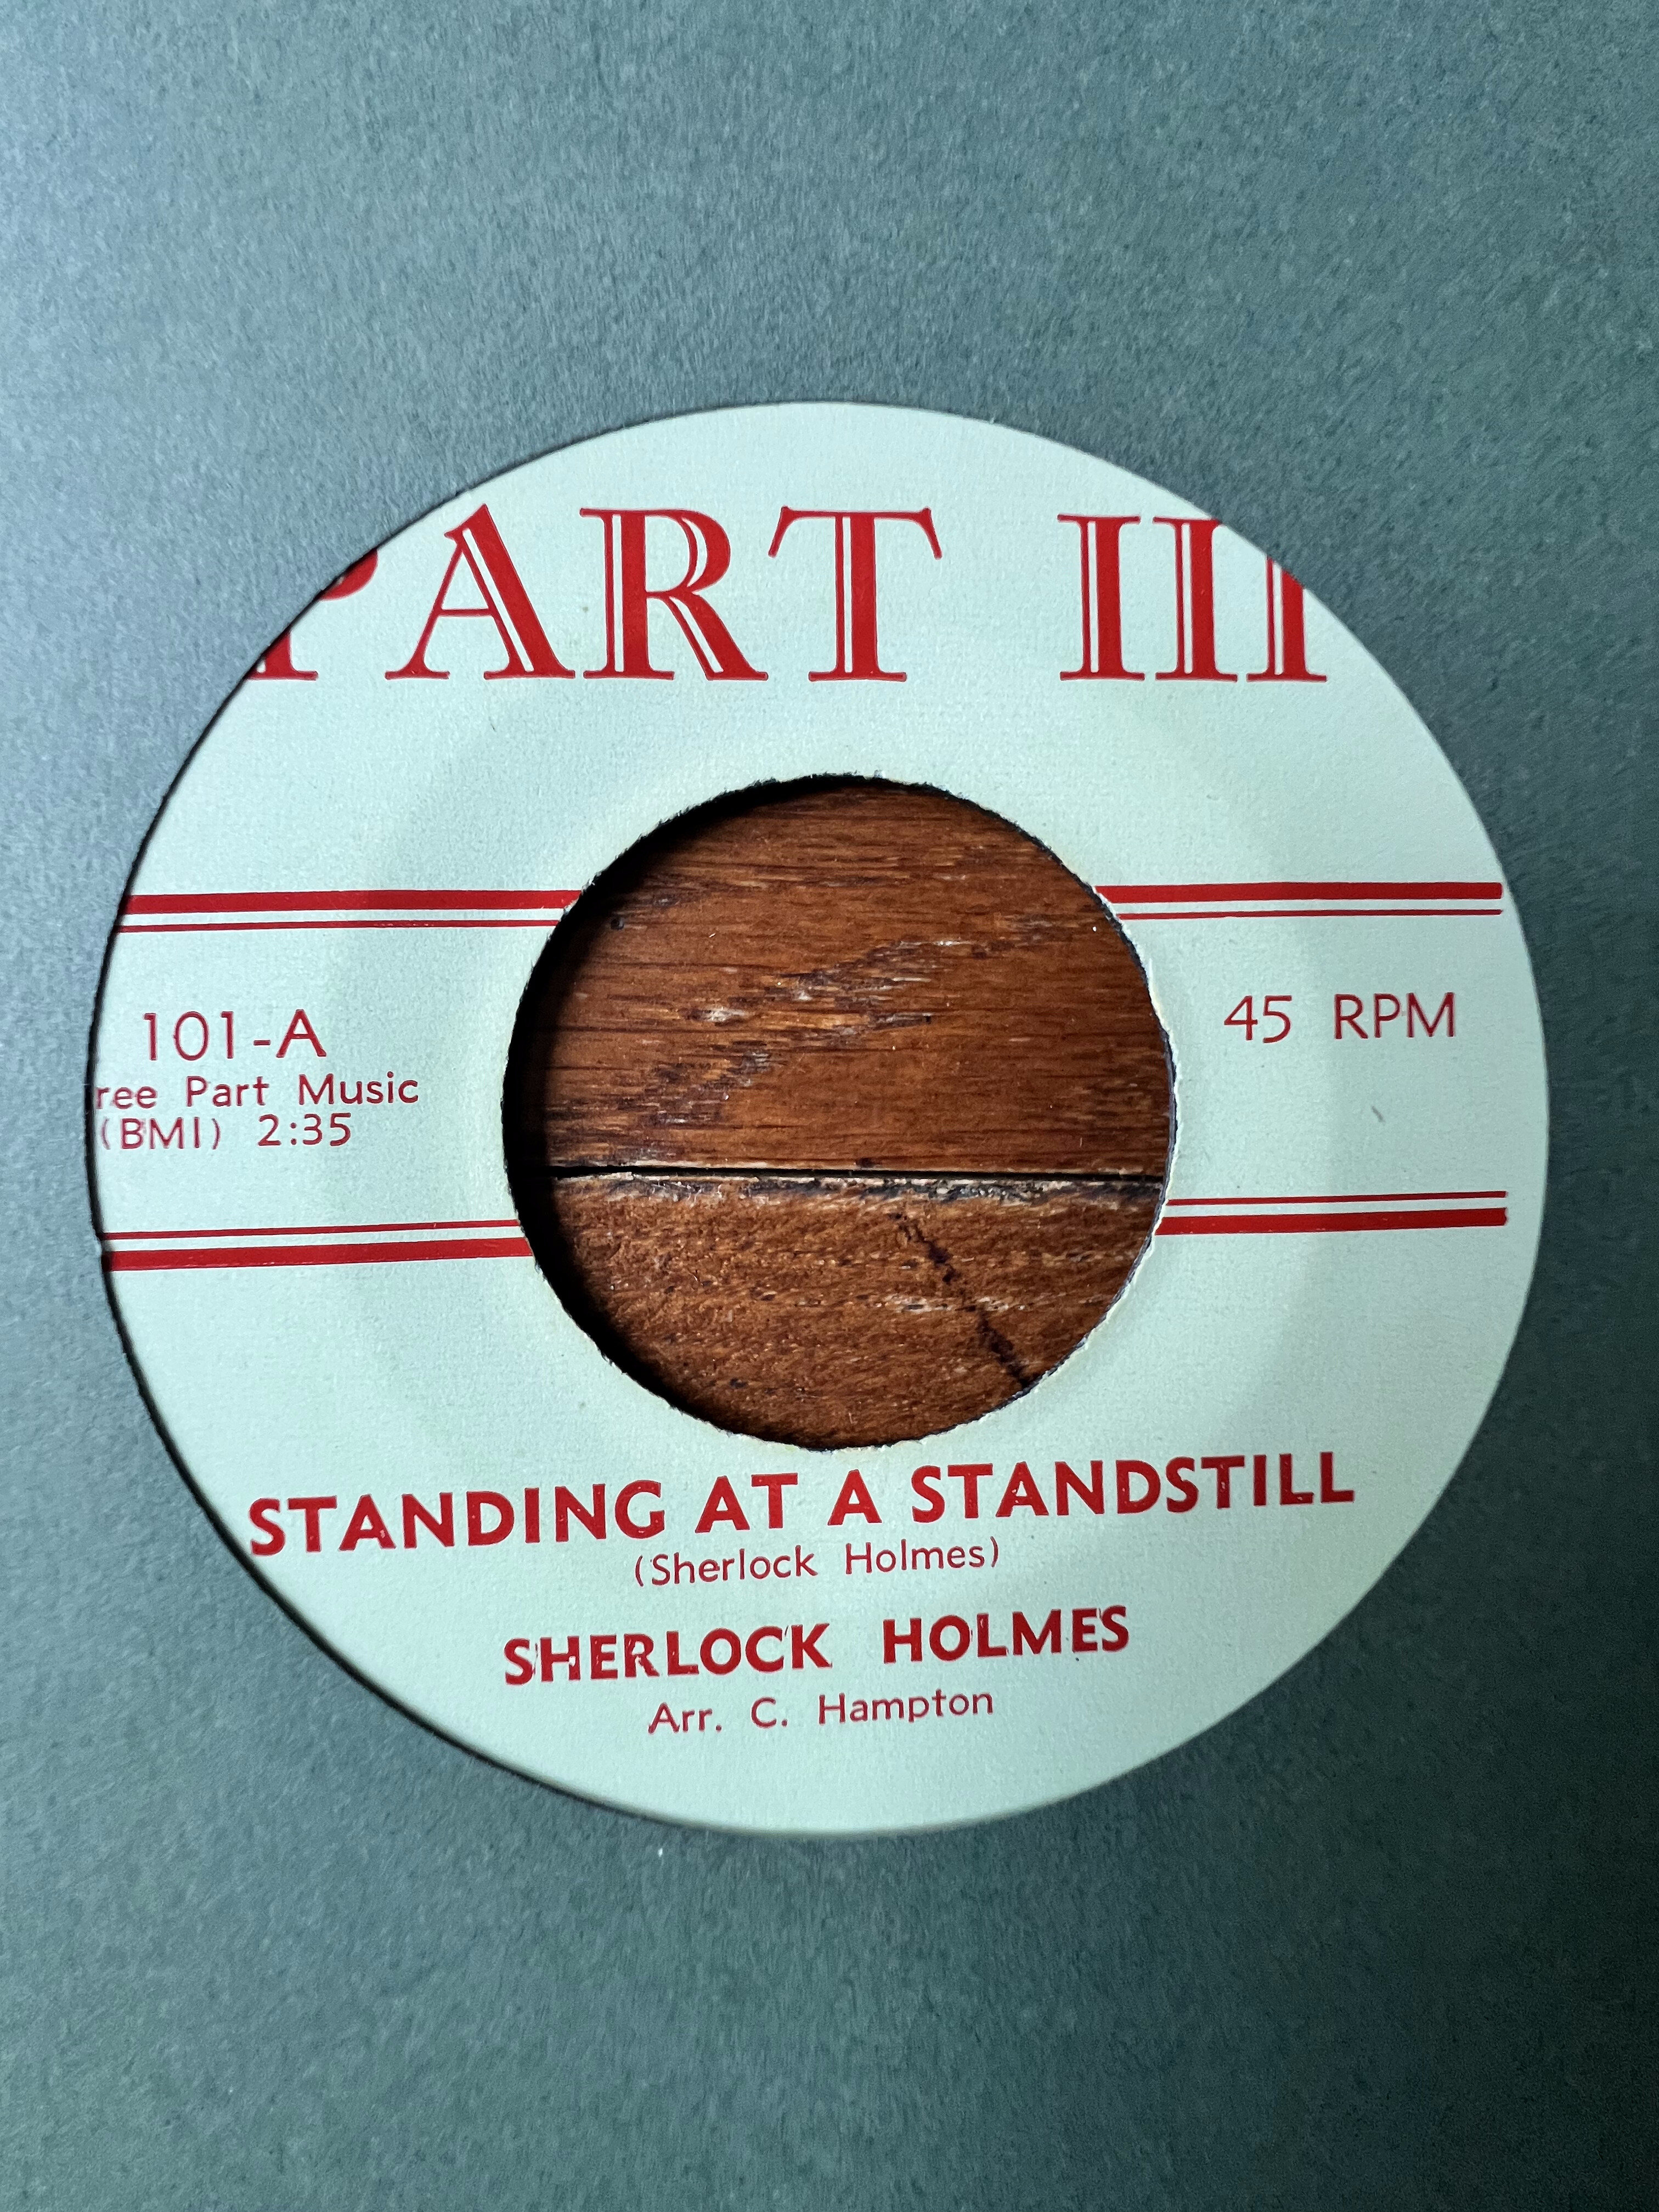 PART III
101-A
ree Part Music
(BMI) 2:35
45 RPM
STANDING AT A STANDSTILL
(Sherlock Holmes)
SHERLOCK HOLMES
Arr. C. Hampton